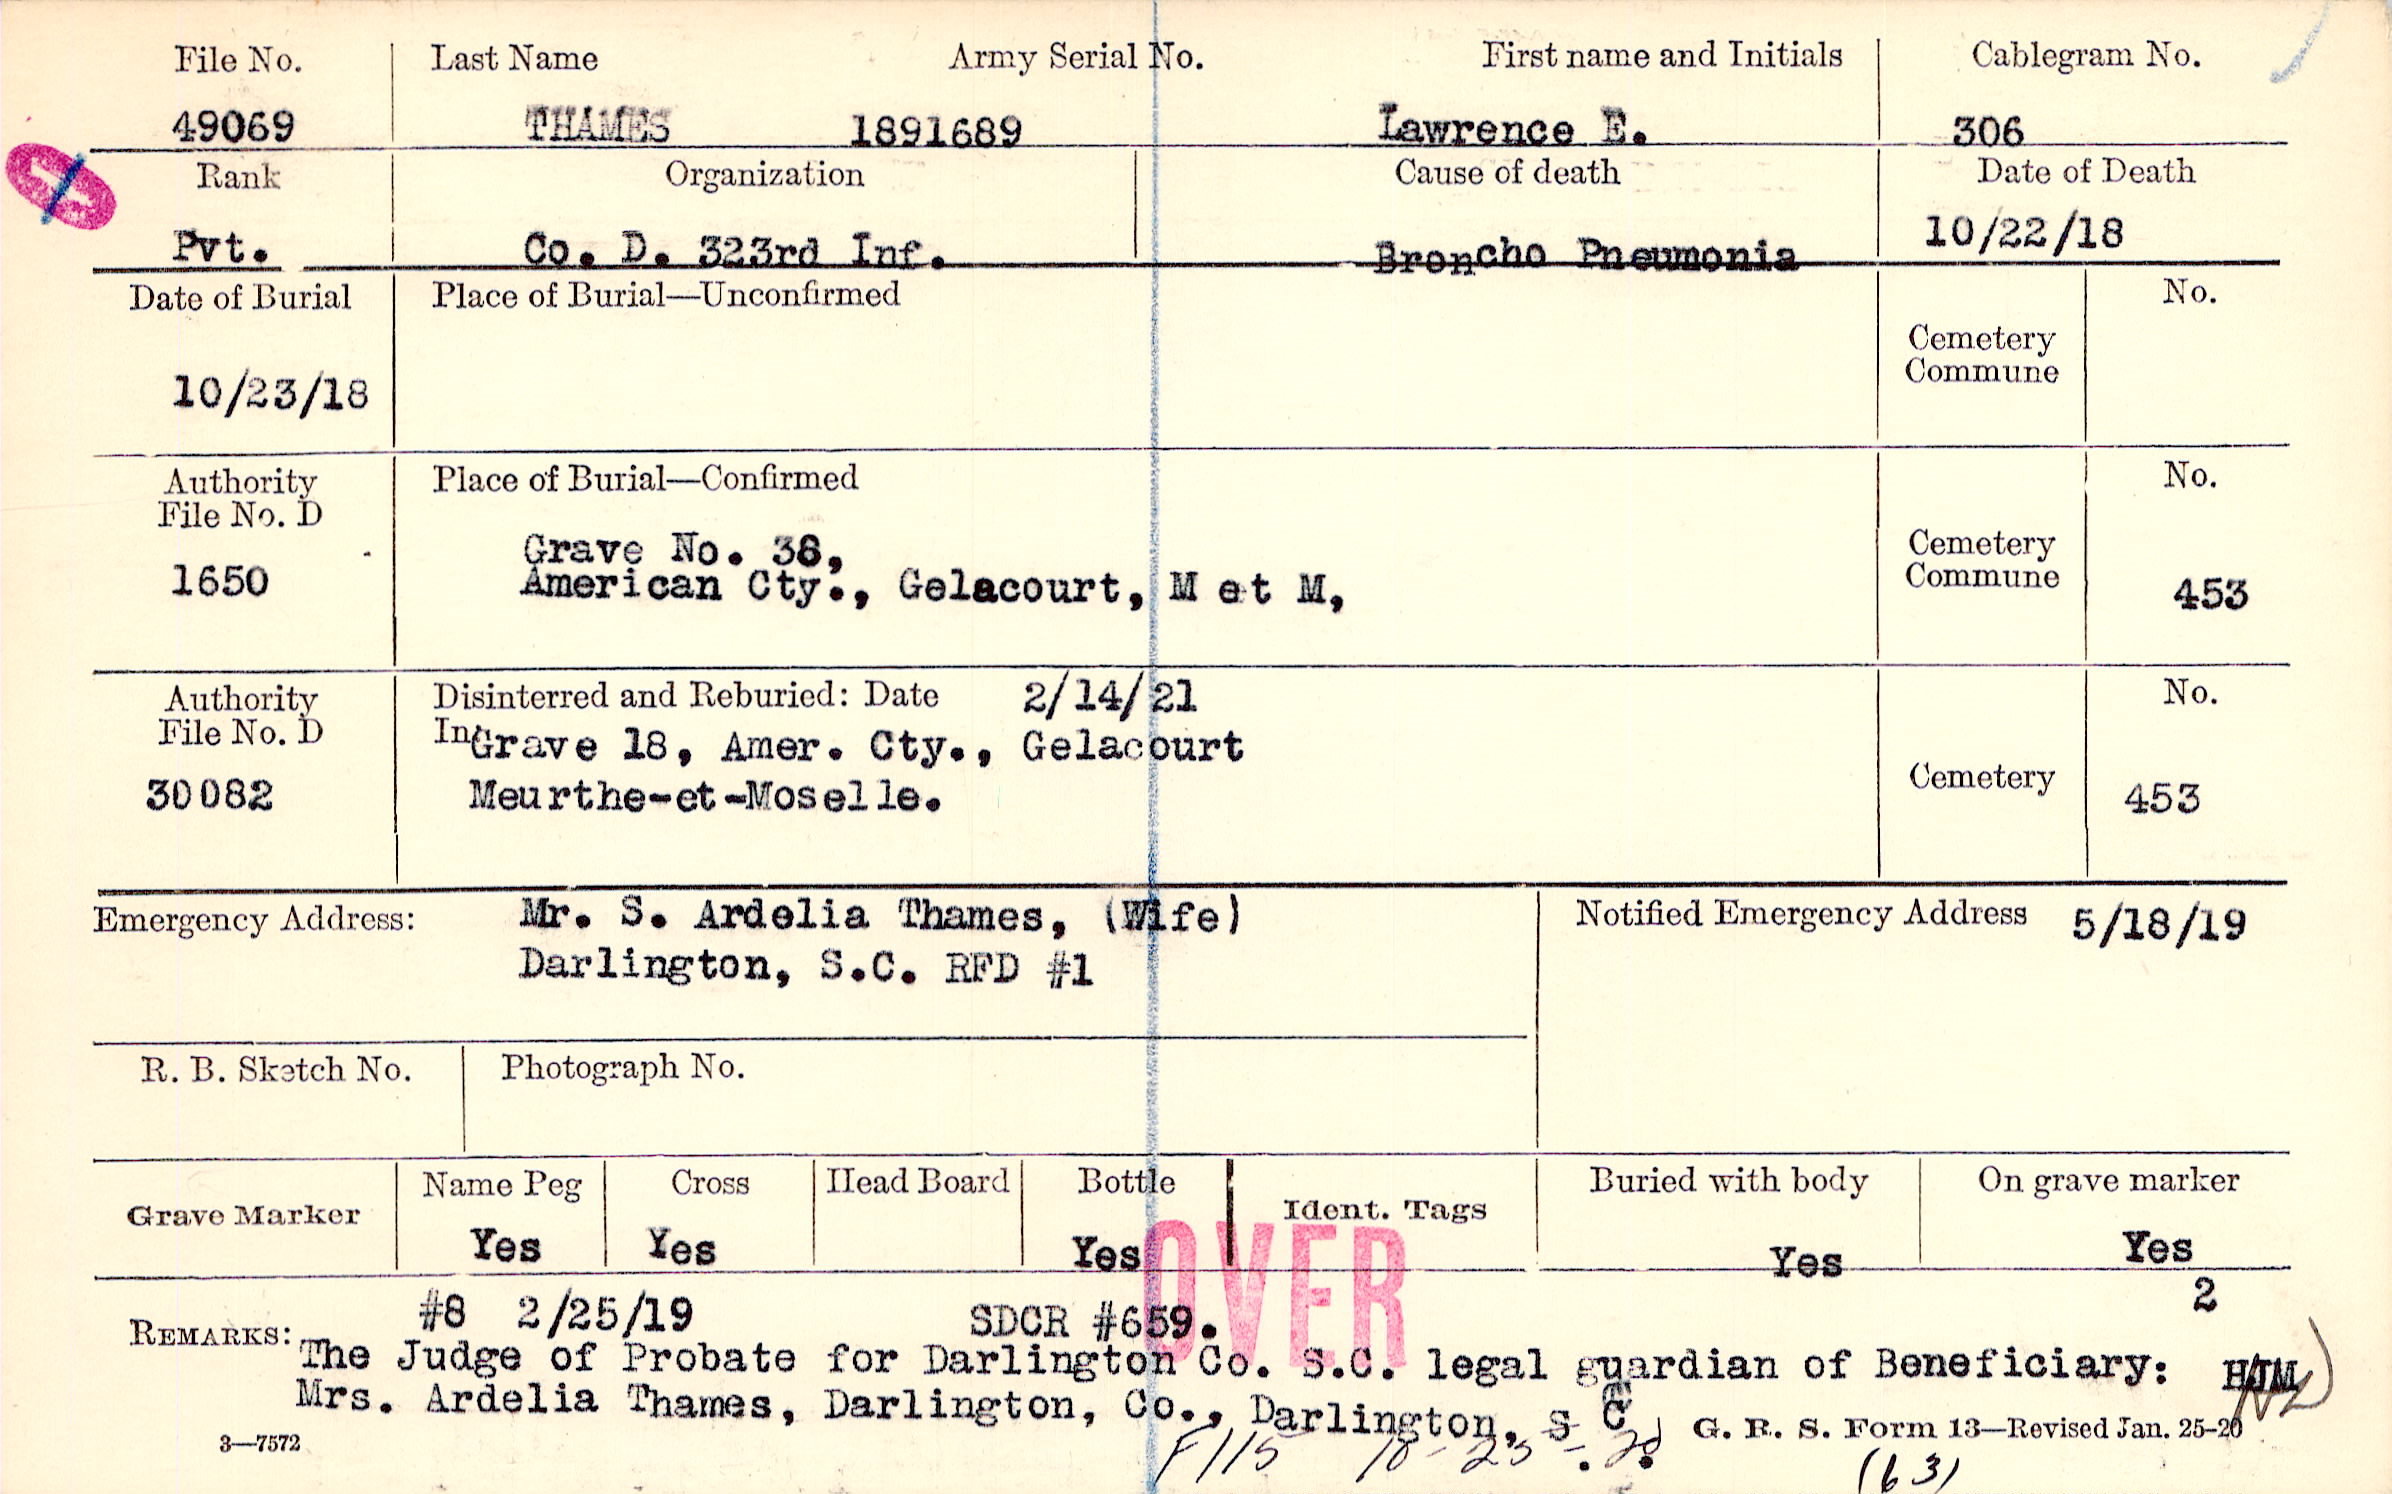 File No. Last Name Army Serial No. First name and Initials Cablegram No.
49069 THAMES 1891689 Lawrence E. 306
Rank Organization Cause of death Date of Death
Pvt. Co. D. 323rd Inf. Broncho Pneumonia 10/22/18
Date of Burial Place of Burial—Unconfirmed No.
Cemetery
Commune
10/23/18
Authority Place of Burial—Confirmed No.
File No. D
Grave No. 38, Cemetery
1650 American Cty., Gelacourt, M et M, Commune 453
Authority Disinterred and Reburied: Date 2/14/21 No.
File No. D In Grave 18, Amer. Cty., Gelacourt
30082 Meurthe-et-Moselle. Cemetery 453
Emergency Address: Mr. S. Ardelia Thames, (Wife) Notified Emergency Address 5/18/19
Darlington, S.C. RFD #1
R. B. Sketch No. Photograph No.
Name Peg Cross Head Board Bottle Buried with body On grave marker
Grave Marker Ident. Tags
Yes Yes Yes Yes Yes
OVER
2
#8 2/25/19 SDCR #659.
REMARKS: The Judge of Probate for Darlington Co. S.C. legal guardian of Beneficiary: HJM
Mrs. Ardelia Thames, Darlington, Co., Darlington, S C
3—7572 F115 10-23-. G. R. S. Form 13—Revised Jan. 25-20
(63)